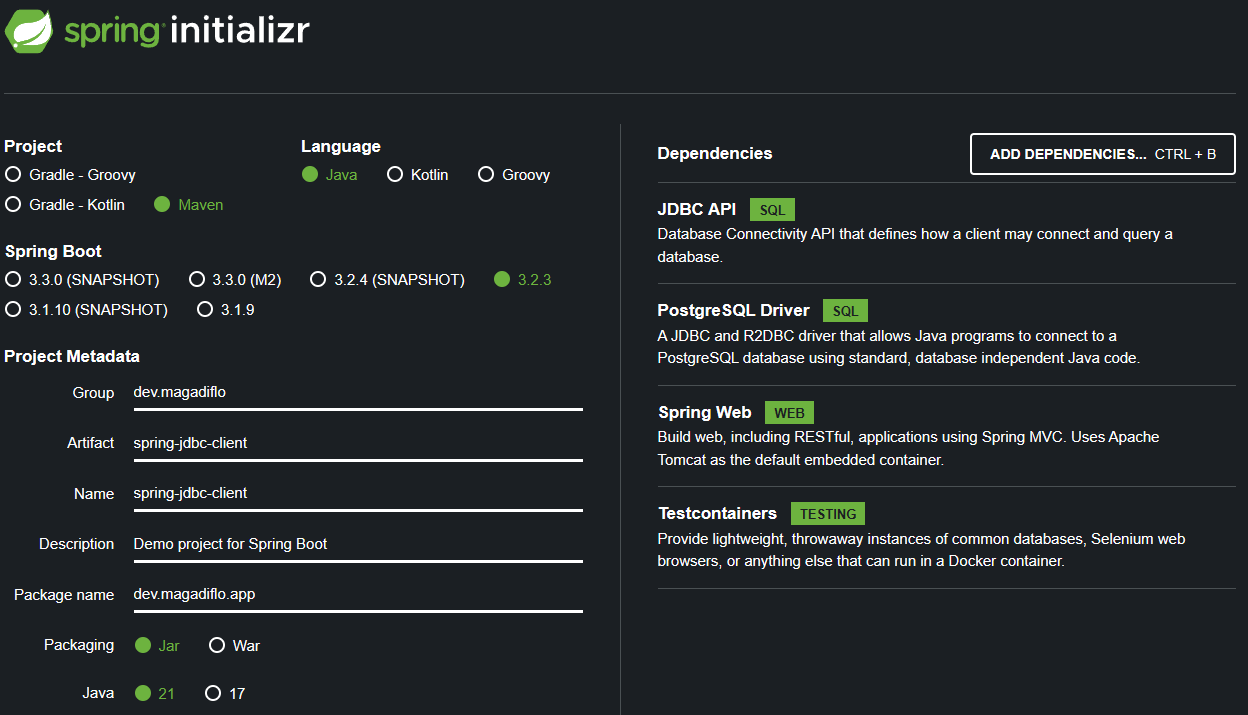 spring initializr
Project
Gradle - Groovy
Gradle - Kotlin Maven
Language
Java Kotlin Groovy
Spring Boot
3.3.0 (SNAPSHOT) 3.3.0 (M2) 3.2.4 (SNAPSHOT) 3.2.3
3.1.10 (SNAPSHOT) 3.1.9
Project Metadata
Group dev.magadiflo
Artifact spring-jdbc-client
Name spring-jdbc-client
Description Demo project for Spring Boot
Package name dev.magadiflo.app
Packaging Jar War
Java 21 17
Dependencies ADD DEPENDENCIES... CTRL + B
JDBC API SQL
Database Connectivity API that defines how a client may connect and query a
database.
PostgreSQL Driver SQL
A JDBC and R2DBC driver that allows Java programs to connect to a
PostgreSQL database using standard, database independent Java code.
Spring Web WEB
Build web, including RESTful, applications using Spring MVC. Uses Apache
Tomcat as the default embedded container.
Testcontainers TESTING
Provide lightweight, throwaway instances of common databases, Selenium web
browsers, or anything else that can run in a Docker container.